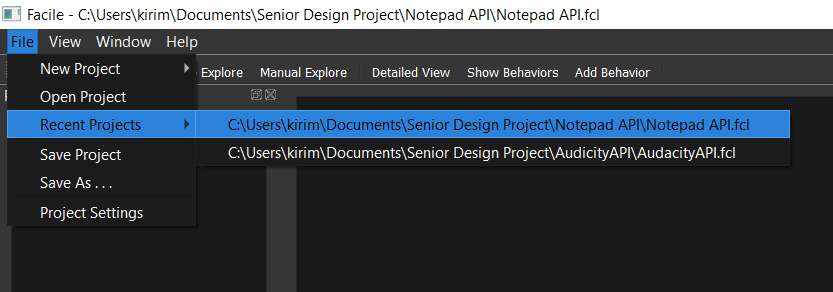 Facile - C:\Users\kirim\Documents\Senior Design Project\Notepad API\Notepad API.fcl
File View Window Help
New Project
Explore Manual Explore Detailed View Show Behaviors Add Behavior
Open Project
Recent Projects C:\Users\kirim\Documents\Senior Design Project\Notepad API\Notepad API.fcl
C:\Users\kirim\Documents\Senior Design Project\AudicityAPI\AudacityAPI.fcl
Save Project
Save As . . .
Project Settings